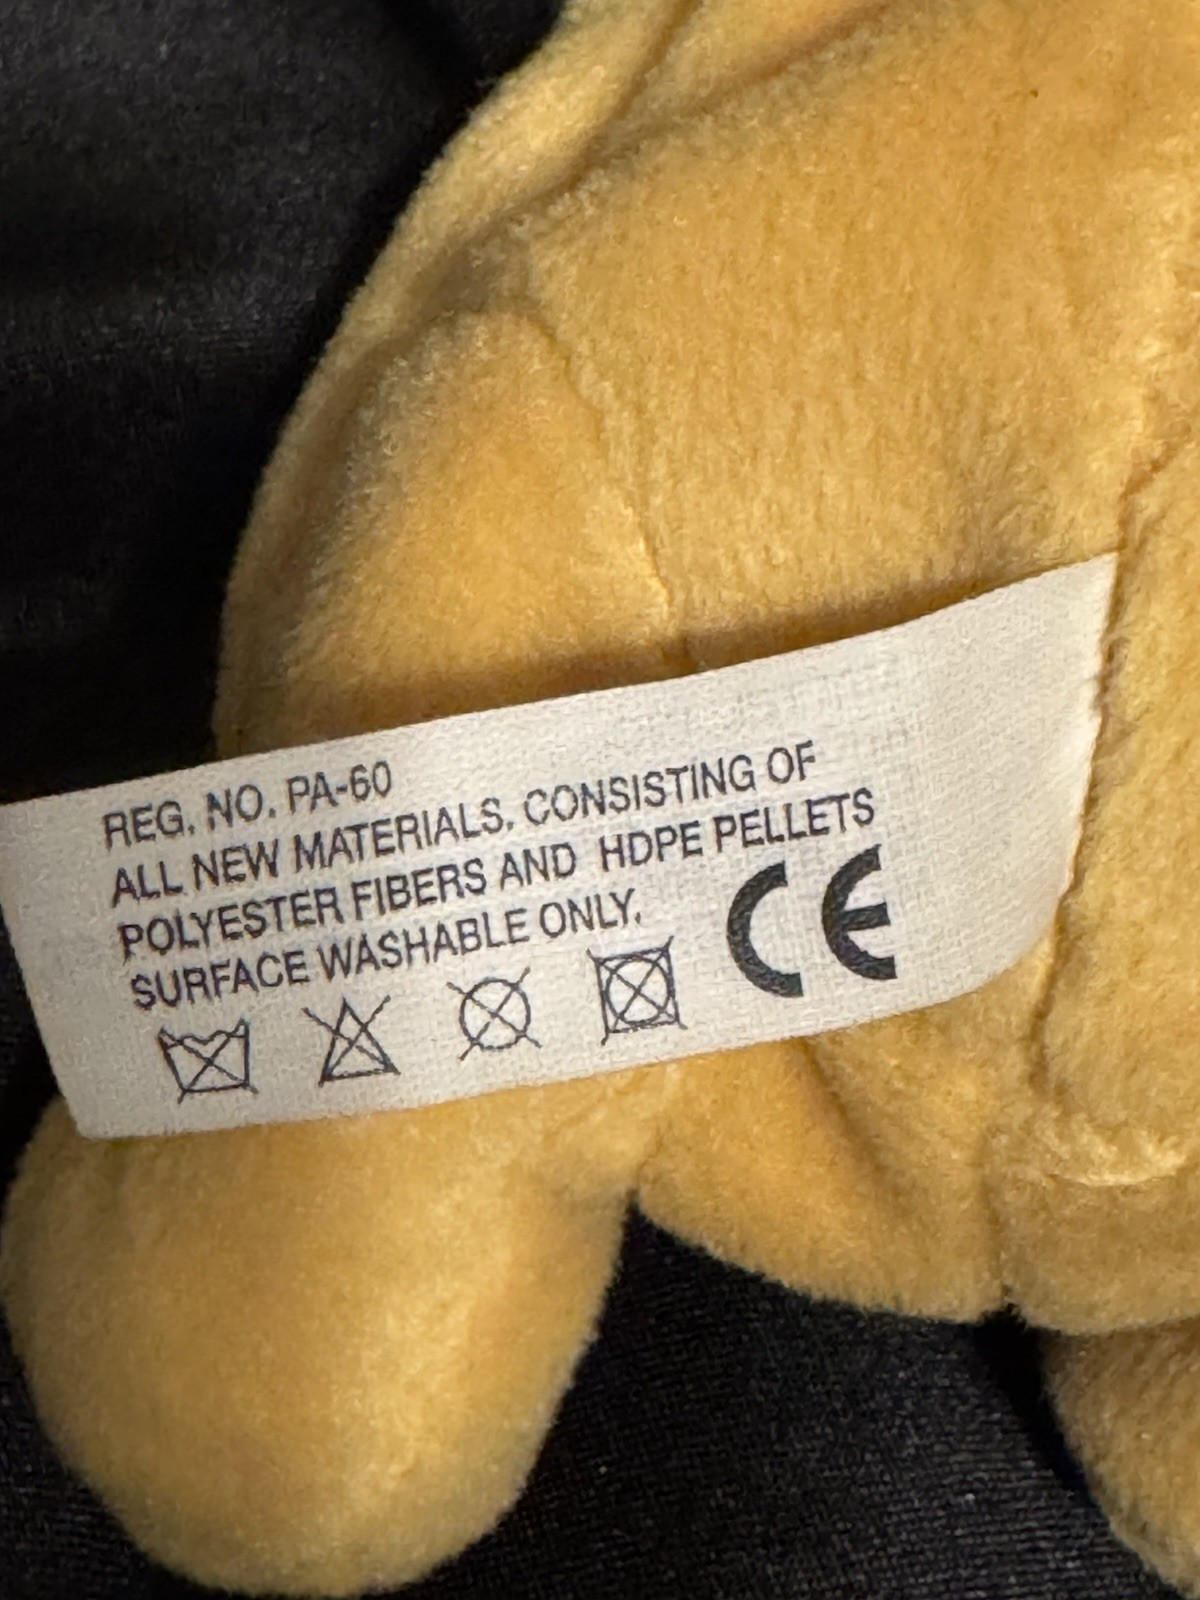 REG. NO. PA-60
ALL NEW MATERIALS. CONSISTING OF
POLYESTER FIBERS AND HDPE PELLETS
SURFACE WASHABLE ONLY.
CE